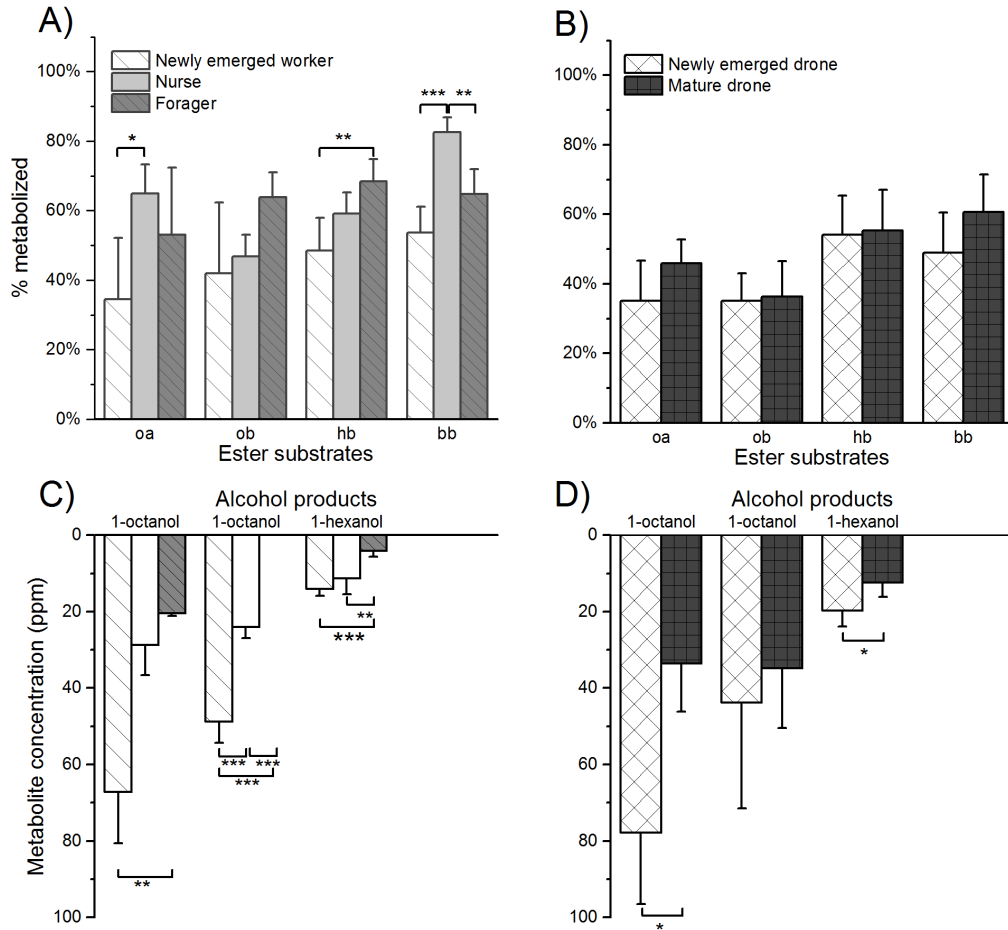 A)
Newly emerged worker
Nurse
Forager
100%
80%
60%
40%
20%
0%
% metabolized
*
**
***
**
oa
ob
hb
bb
Ester substrates
B)
Newly emerged drone
Mature drone
100%
80%
60%
40%
20%
0%
oa
ob
hb
bb
Ester substrates
C)
Alcohol products
1-octanol
1-octanol
1-hexanol
0
20
40
60
80
100
Metabolite concentration (ppm)
**
***
***
***
**
***
D)
Alcohol products
1-octanol
1-octanol
1-hexanol
0
20
40
60
80
100
*
*